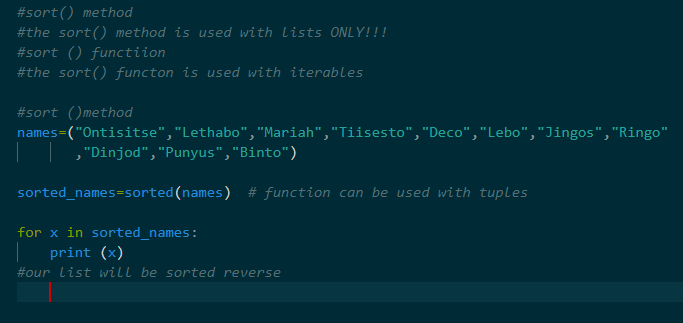 #sort() method
#the sort() method is used with lists ONLY!!!
#sort () functiion
#the sort() functon is used with iterables
#sort ()method
names=("Ontisitse","Lethabo","Mariah","Tiisesto","Deco","Lebo","Jingos","Ringo"
,"Dinjod","Punyus","Binto")
sorted_names=sorted(names)  # function can be used with tuples
for x in sorted_names:
    print (x)
#our list will be sorted reverse